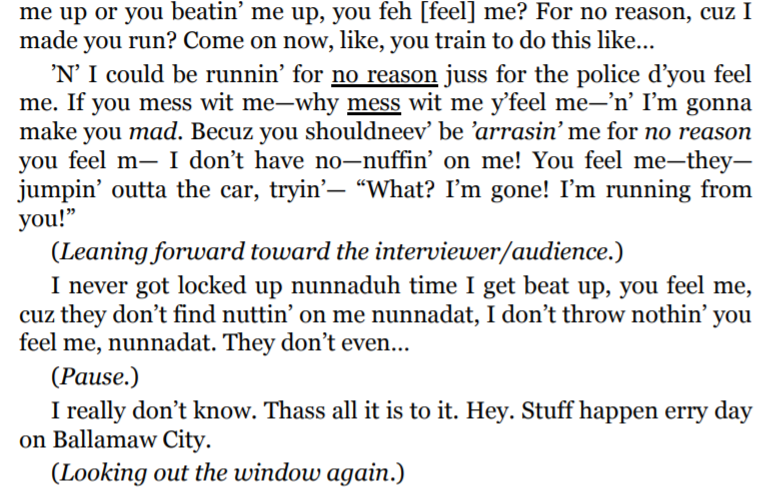 me up or you beatin’ me up, you feh [feel] me? For no reason, cuz I
made you run? Come on now, like, you train to do this like...
’N’ I could be runnin’ for no reason juss for the police d’you feel
me. If you mess wit me—why mess wit me y’feel me—’n’ I’m gonna
make you mad. Becuz you shouldneev’ be ’arrasin’ me for no reason
you feel m— I don’t have no—nuffin’ on me! You feel me—they—
jumpin’ outta the car, tryin’— “What? I’m gone! I’m running from
you!”
(Leaning forward toward the interviewer/audience.)
I never got locked up nunnaduh time I get beat up, you feel me,
cuz they don’t find nuttin’ on me nunnadat, I don’t throw nothin’ you
feel me, nunnadat. They don’t even...
(Pause.)
I really don’t know. Thass all it is to it. Hey. Stuff happen erry day
on Ballamaw City.
(Looking out the window again.)